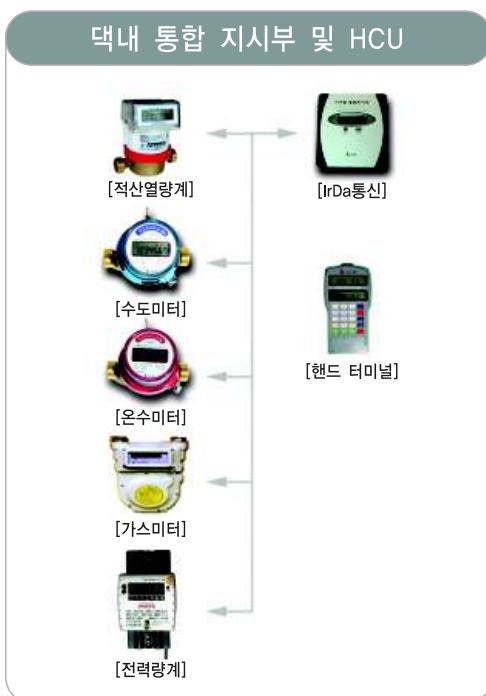 댁내 통합 지시부 및 HCU
[적산열량계]
[IrDa통신]
[수도미터]
[핸드 터미널]
[온수미터]
[가스미터]
[전력량계]